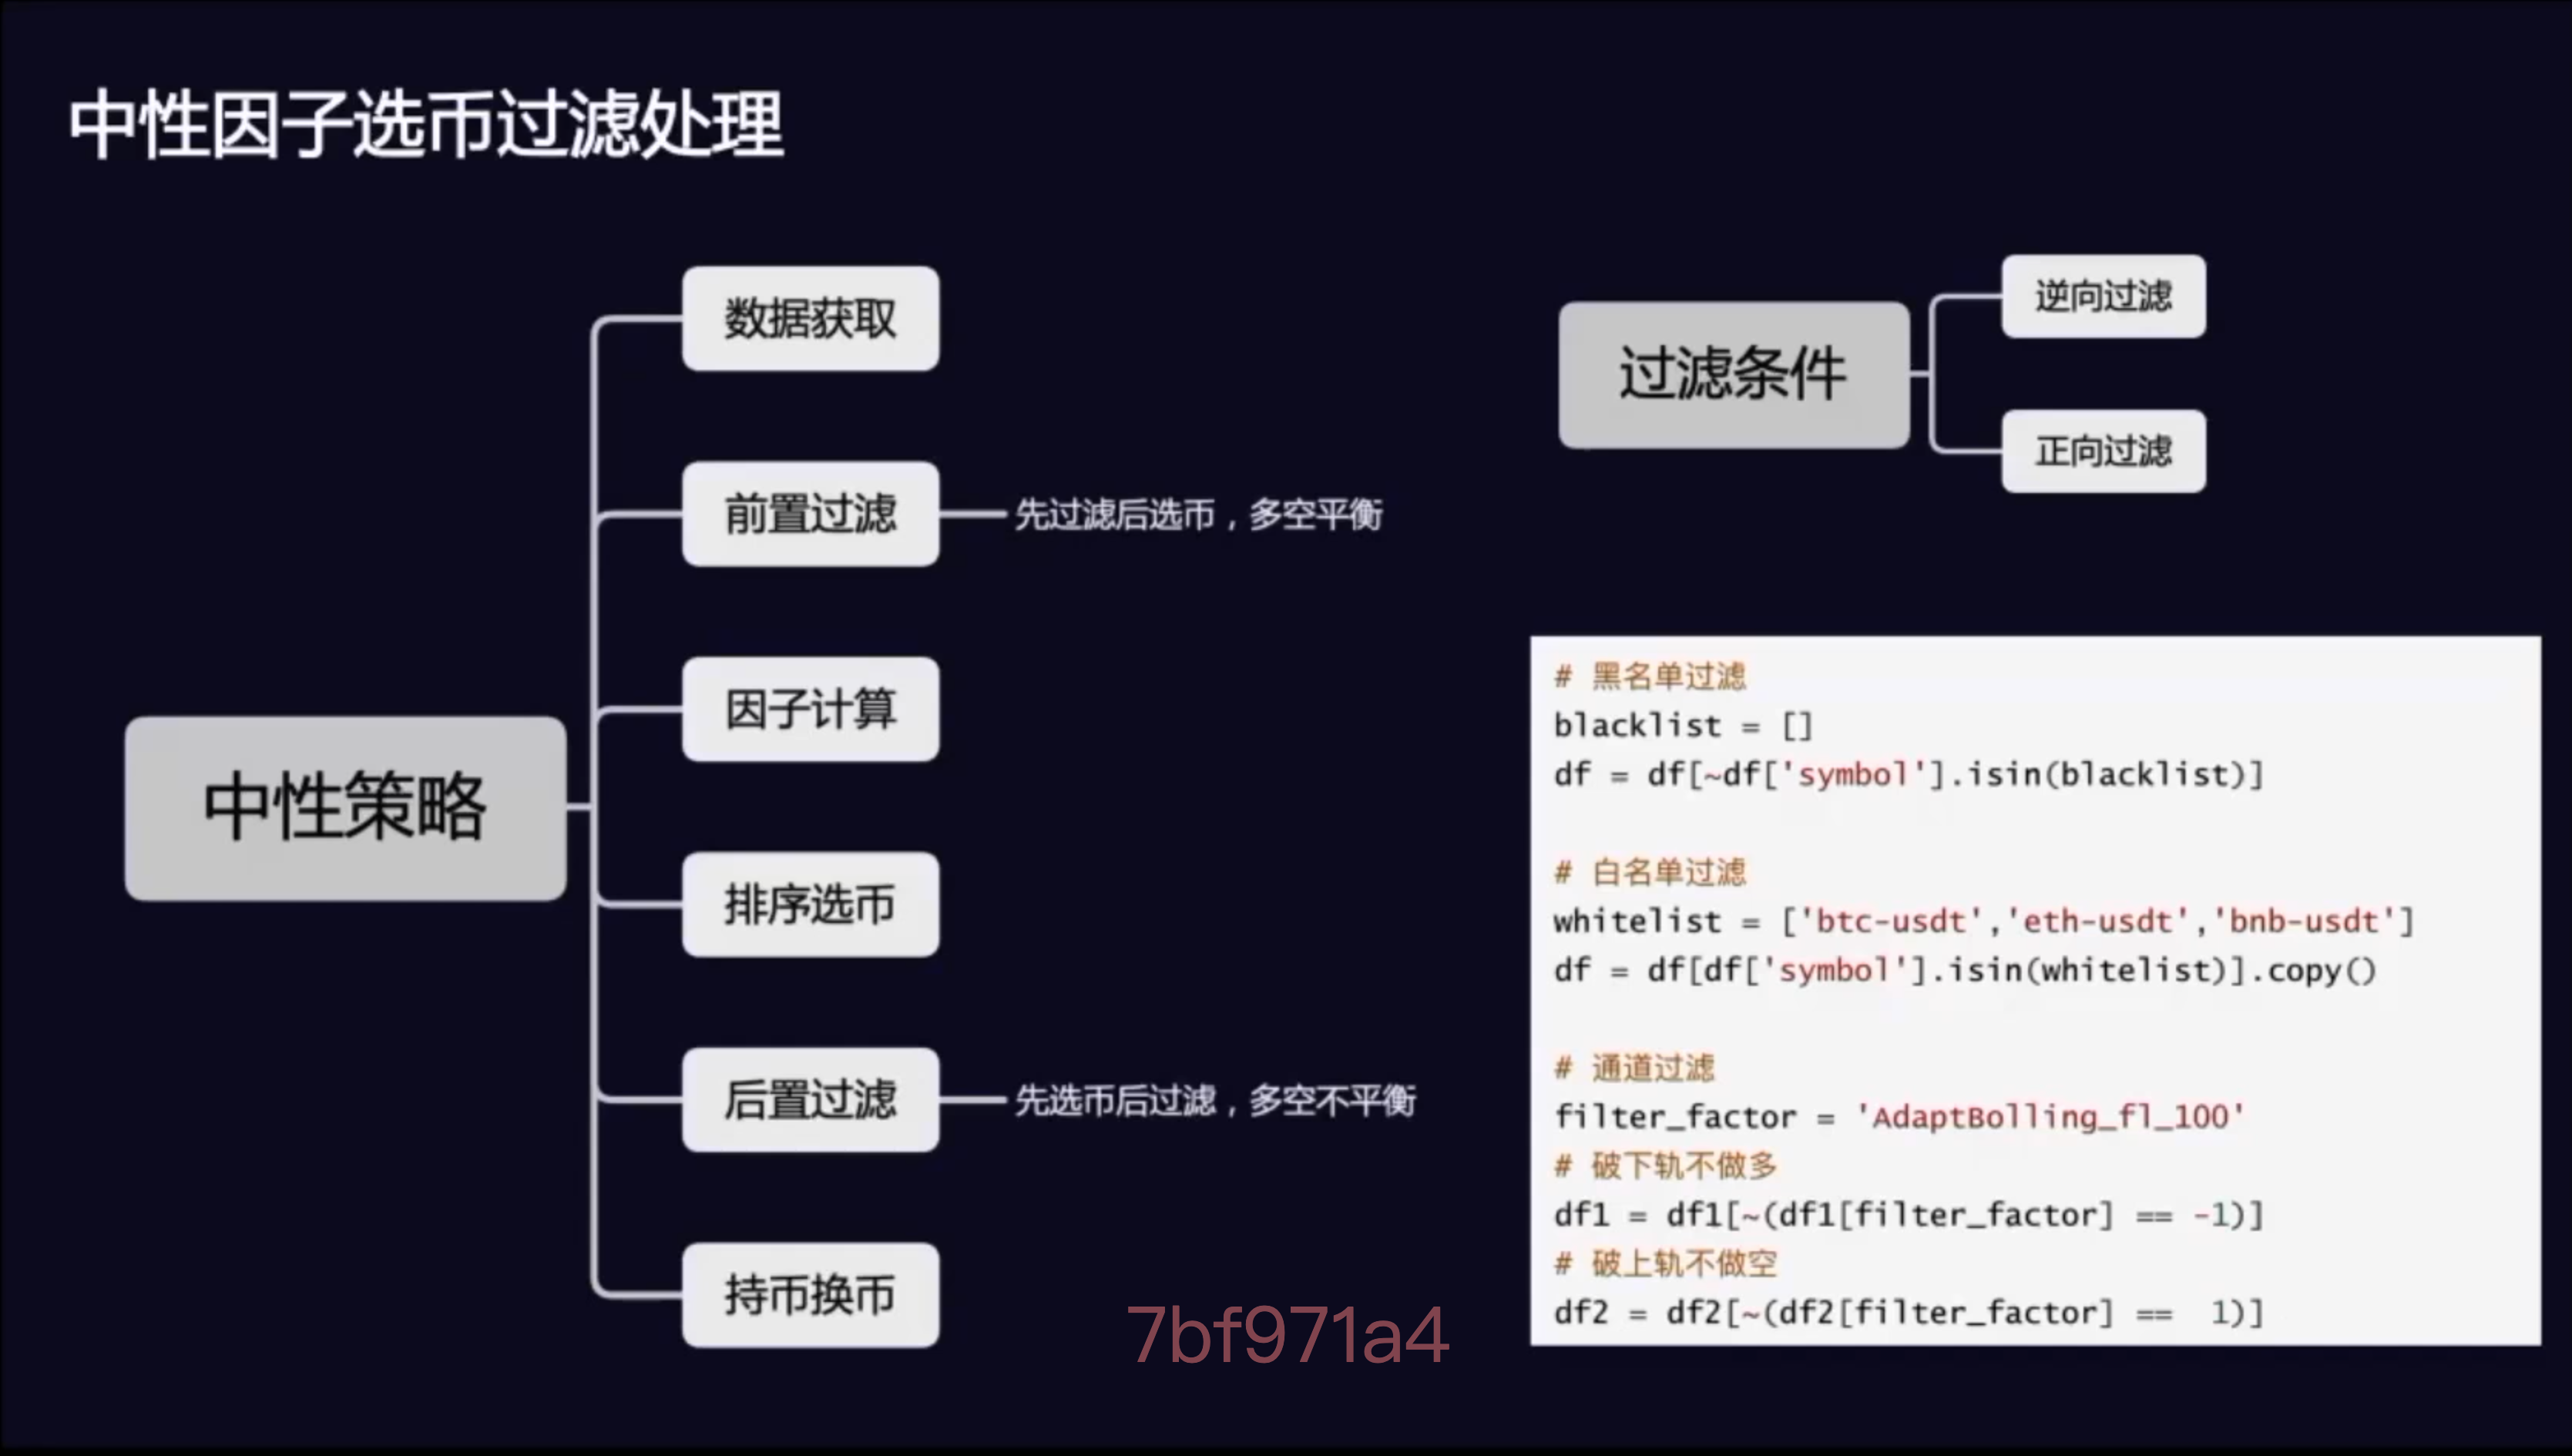 中性因子选币过滤处理
中性策略
数据获取
前置过滤
先过滤后选币，多空平衡
因子计算
排序选币
后置过滤
先选币后过滤，多空不平衡
持币换币
过滤条件
逆向过滤
正向过滤
# 黑名单过滤
blacklist = []
df = df[~df['symbol'].isin(blacklist)]
# 白名单过滤
whitelist = ['btc-usdt','eth-usdt','bnb-usdt']
df = df[df['symbol'].isin(whitelist)].copy()
# 通道过滤
filter_factor = 'AdaptBolling_fl_100'
# 破下轨不做多
df1 = df1[~(df1[filter_factor] == -1)]
# 破上轨不做空
df2 = df2[~(df2[filter_factor] ==  1)]
7bf971a4